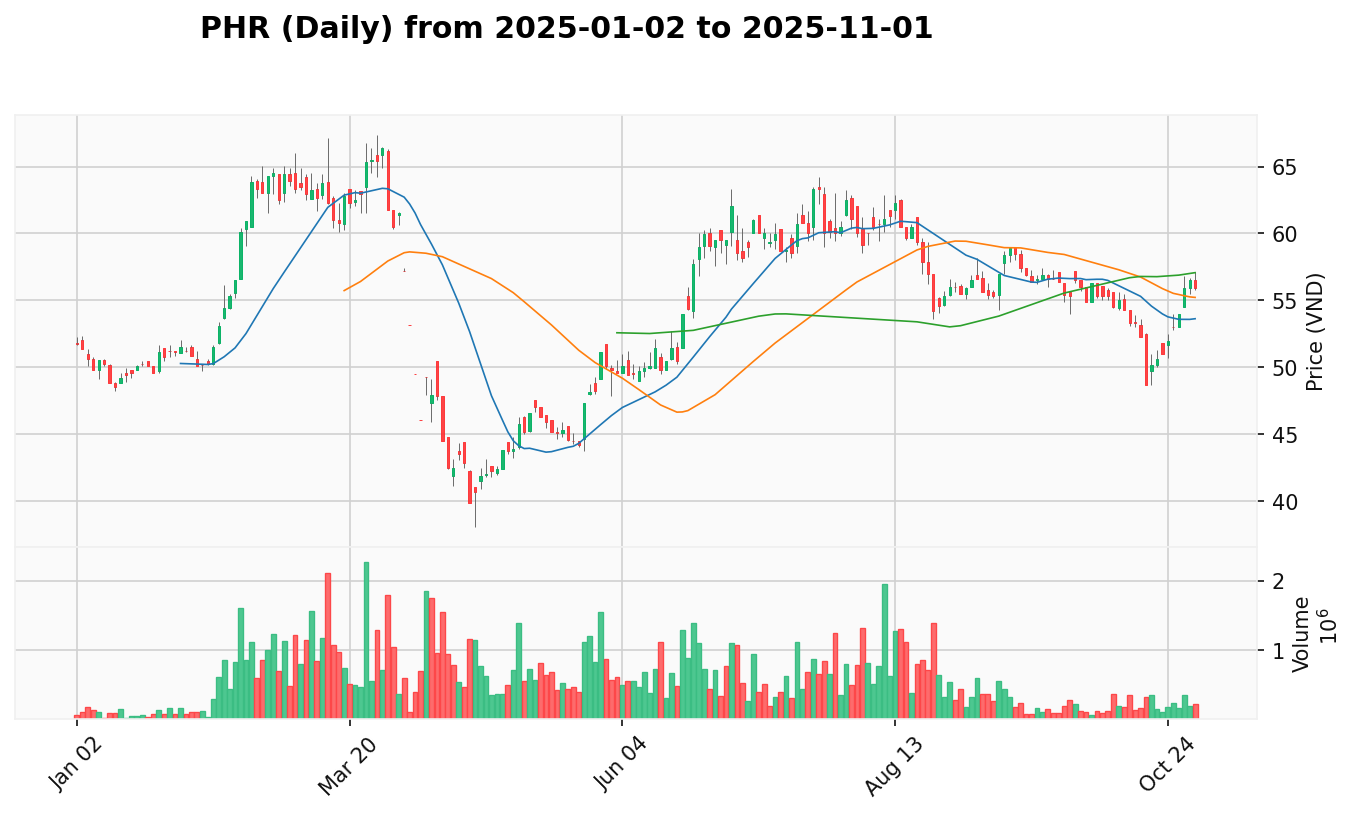 PHR (Daily) from 2025-01-02 to 2025-11-01
65
60
55
50
45
40
Price (VND)
2
1
Volume
10⁶
Jan 02
Mar 20
Jun 04
Aug 13
Oct 24